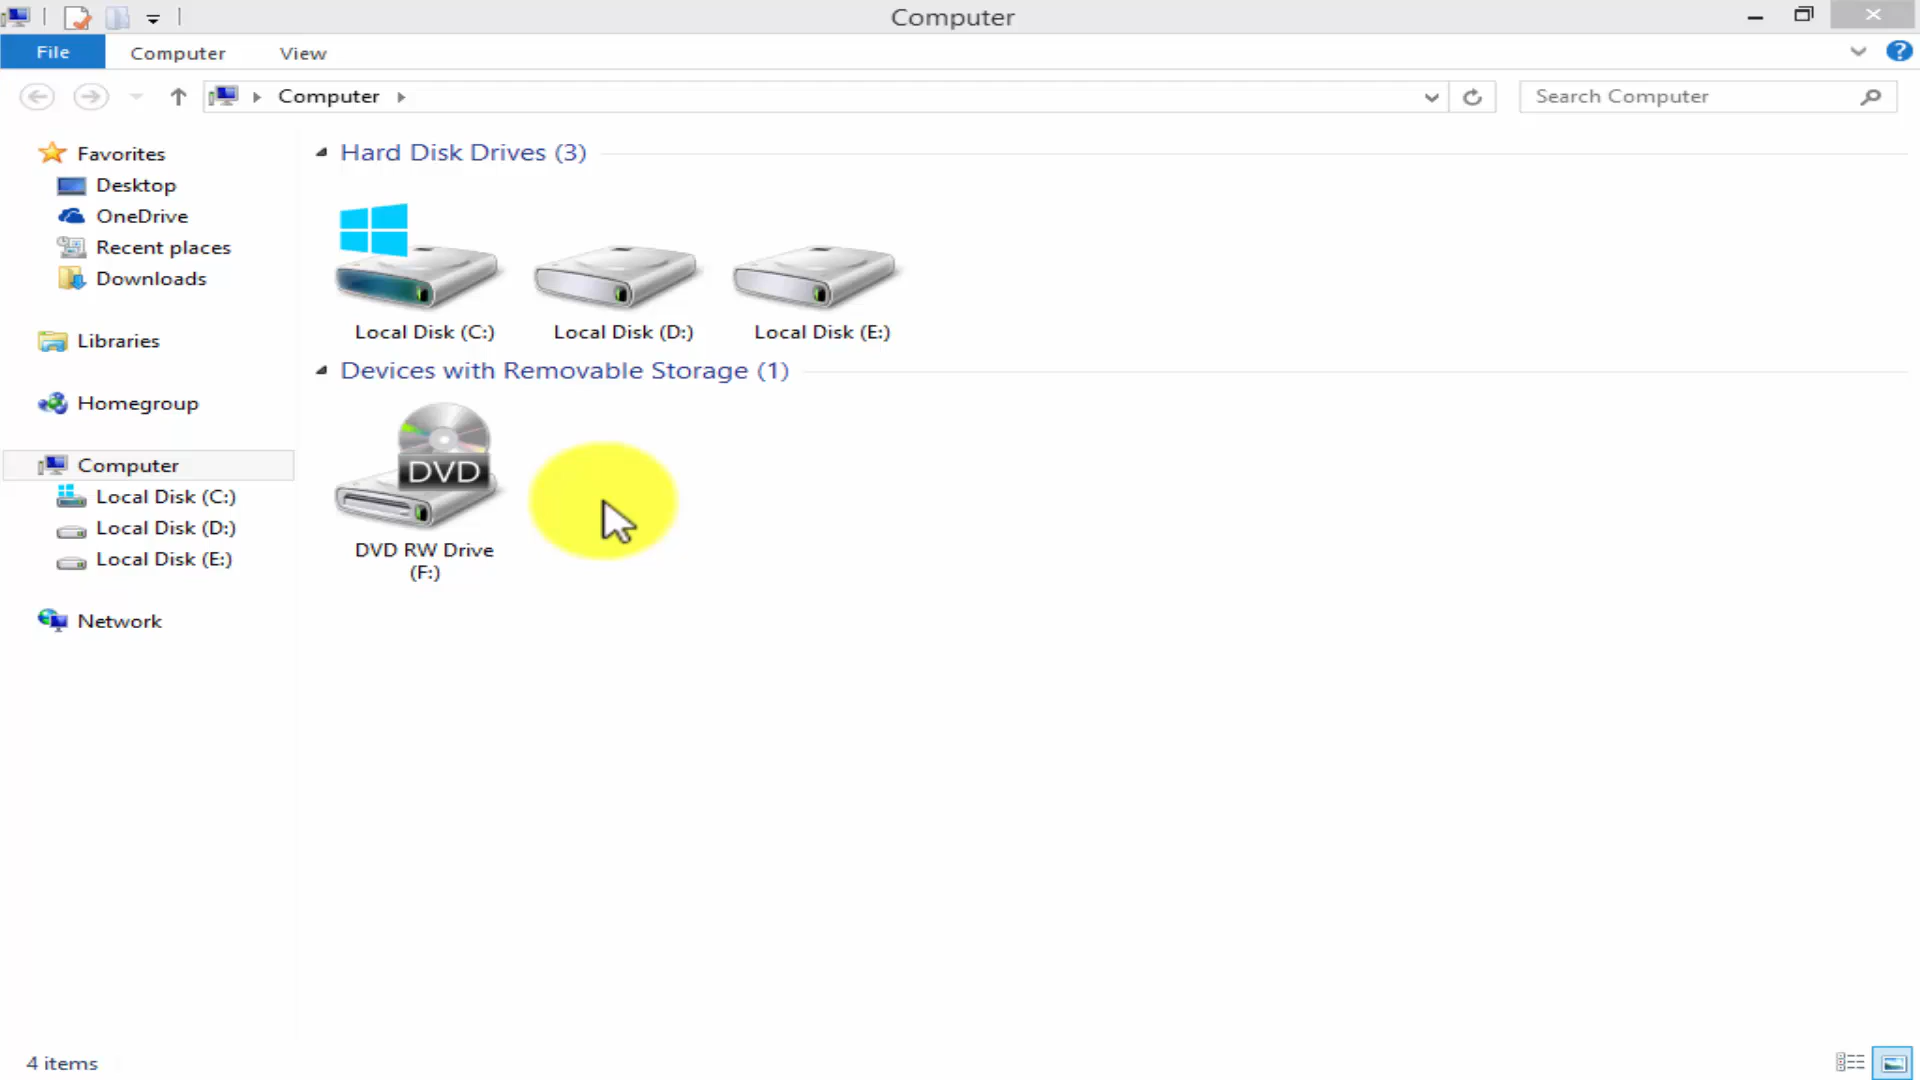 Computer
File
Computer
View
Computer
Search Computer
Favorites
Desktop
OneDrive
Recent places
Downloads
Libraries
Homegroup
Computer
Local Disk (C:)
Local Disk (D:)
Local Disk (E:)
Network
Hard Disk Drives (3)
Local Disk (C:)
Local Disk (D:)
Local Disk (E:)
Devices with Removable Storage (1)
DVD
DVD RW Drive
(F:)
4 items